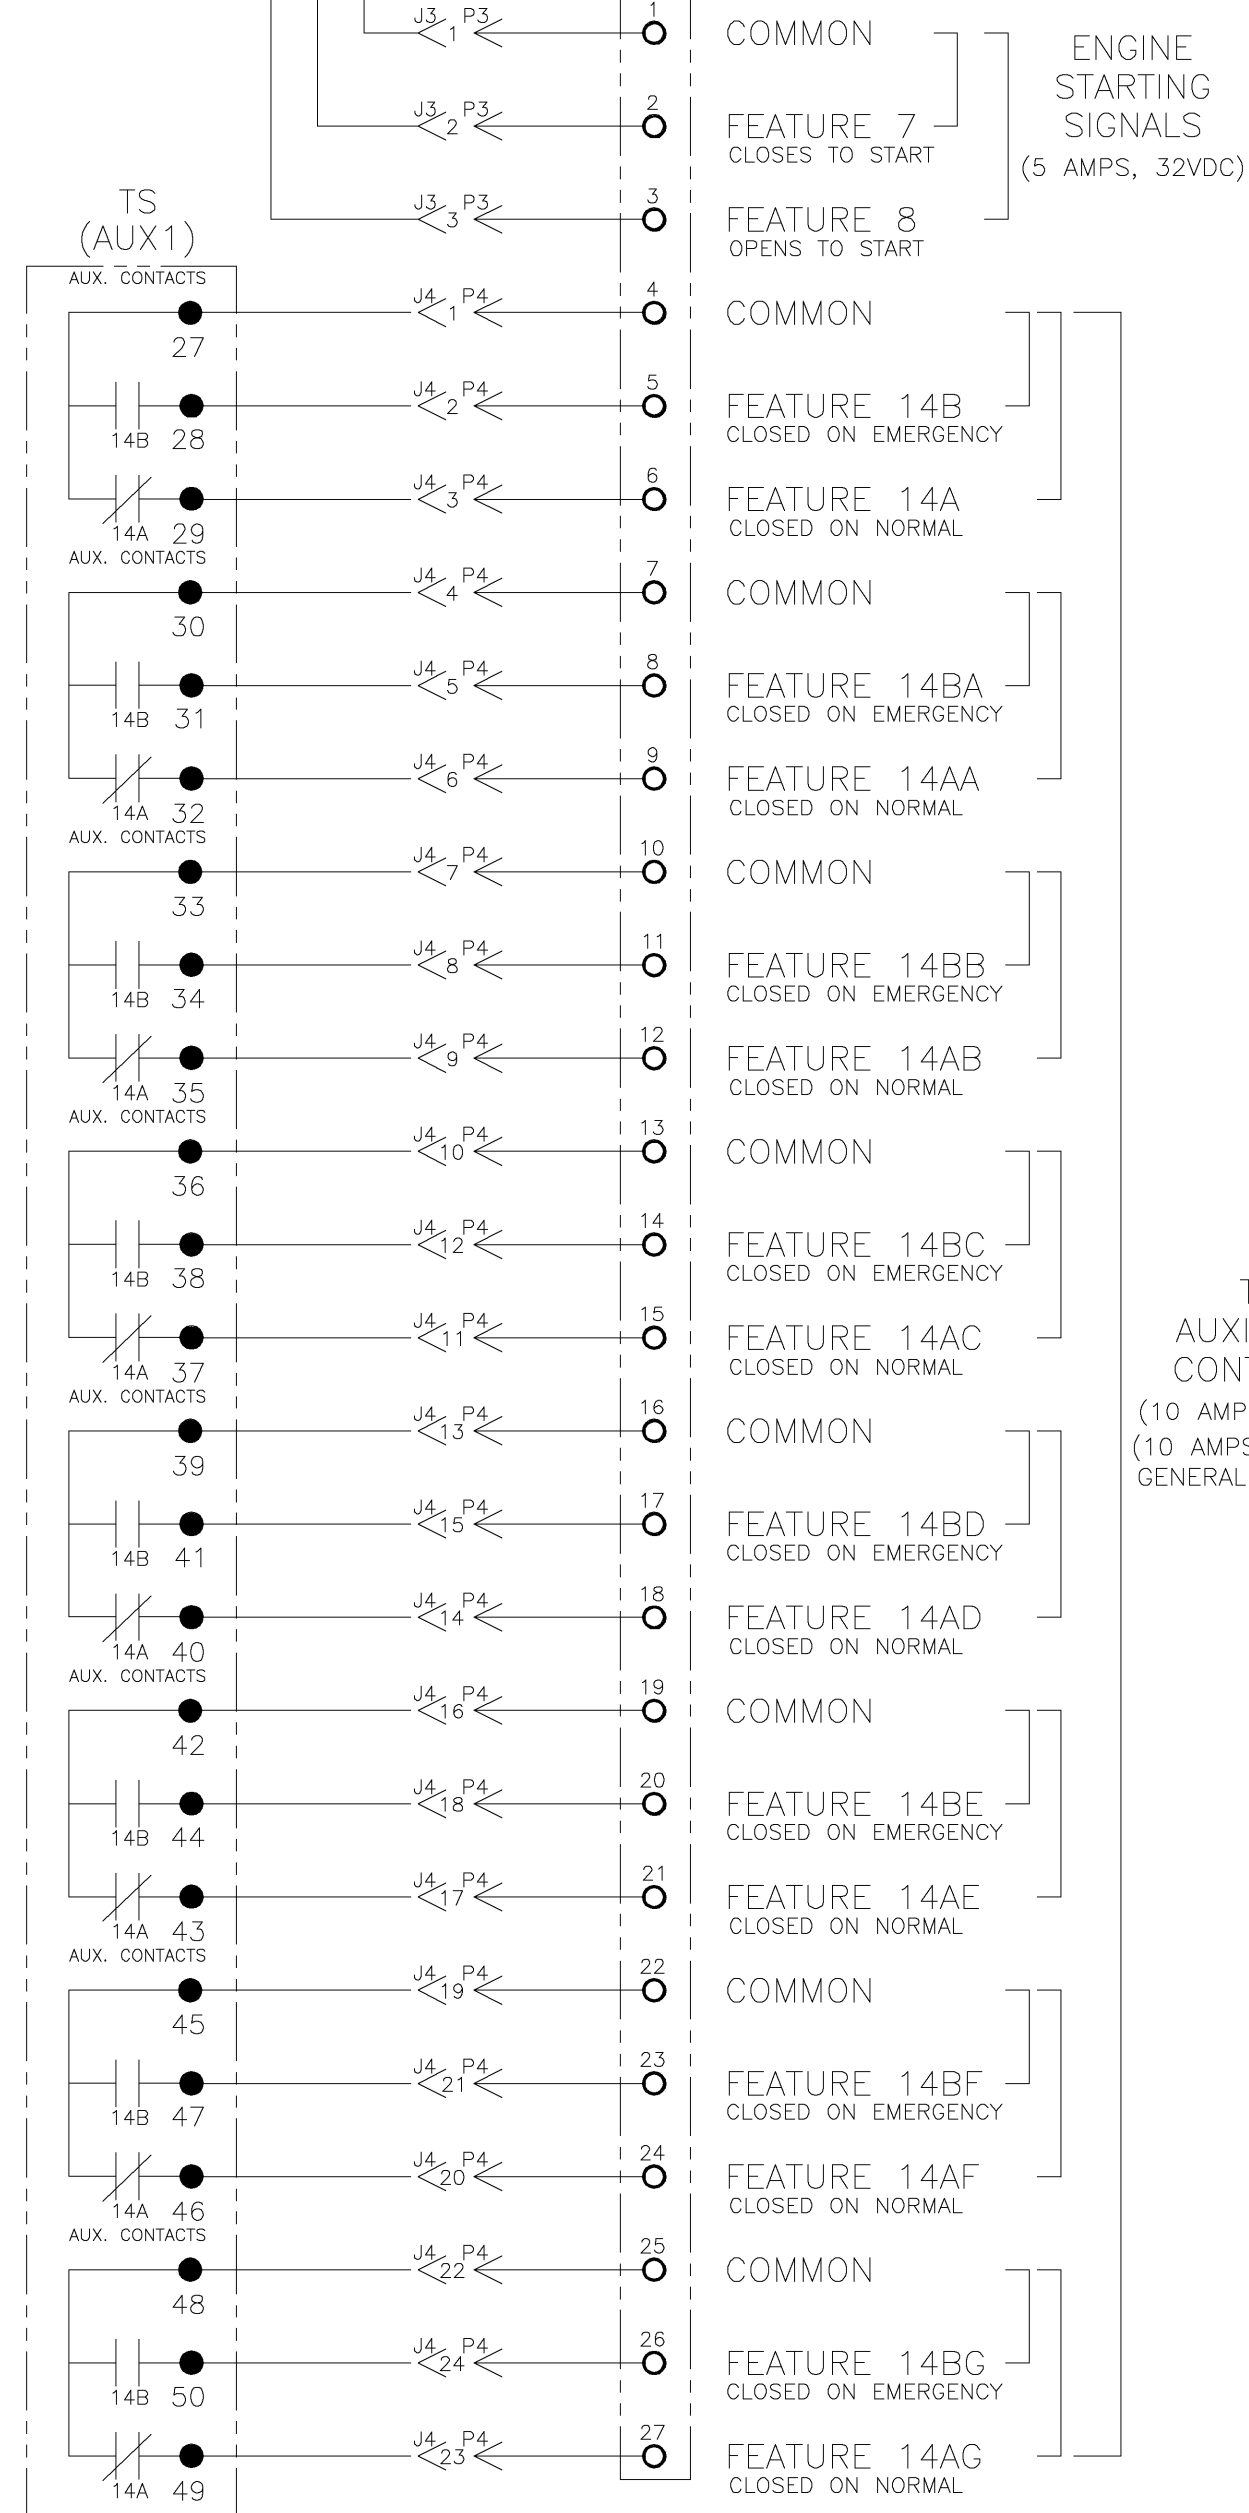 J3 P3 1 1 COMMON
ENGINE
STARTING
SIGNALS
(5 AMPS, 32VDC)
J3 P3 2 2 FEATURE 7
CLOSES TO START
J3 P3 3 3 FEATURE 8
OPENS TO START
TS
(AUX1)
AUX. CONTACTS
27 J4 P4 1 4 COMMON
14B 28 J4 P4 2 5 FEATURE 14B
CLOSED ON EMERGENCY
14A 29 J4 P4 3 6 FEATURE 14A
CLOSED ON NORMAL
AUX. CONTACTS
30 J4 P4 4 7 COMMON
14B 31 J4 P4 5 8 FEATURE 14BA
CLOSED ON EMERGENCY
14A 32 J4 P4 6 9 FEATURE 14AA
CLOSED ON NORMAL
AUX. CONTACTS
33 J4 P4 7 10 COMMON
14B 34 J4 P4 8 11 FEATURE 14BB
CLOSED ON EMERGENCY
14A 35 J4 P4 9 12 FEATURE 14AB
CLOSED ON NORMAL
AUX. CONTACTS
36 J4 P4 10 13 COMMON
14B 38 J4 P4 12 14 FEATURE 14BC
CLOSED ON EMERGENCY
14A 37 J4 P4 11 15 FEATURE 14AC
CLOSED ON NORMAL
T
AUXI
CONT
(10 AMP
(10 AMPS
GENERAL
AUX. CONTACTS
39 J4 P4 13 16 COMMON
14B 41 J4 P4 15 17 FEATURE 14BD
CLOSED ON EMERGENCY
14A 40 J4 P4 14 18 FEATURE 14AD
CLOSED ON NORMAL
AUX. CONTACTS
42 J4 P4 16 19 COMMON
14B 44 J4 P4 18 20 FEATURE 14BE
CLOSED ON EMERGENCY
14A 43 J4 P4 17 21 FEATURE 14AE
CLOSED ON NORMAL
AUX. CONTACTS
45 J4 P4 19 22 COMMON
14B 47 J4 P4 21 23 FEATURE 14BF
CLOSED ON EMERGENCY
14A 46 J4 P4 20 24 FEATURE 14AF
CLOSED ON NORMAL
AUX. CONTACTS
48 J4 P4 22 25 COMMON
14B 50 J4 P4 24 26 FEATURE 14BG
CLOSED ON EMERGENCY
14A 49 J4 P4 23 27 FEATURE 14AG
CLOSED ON NORMAL